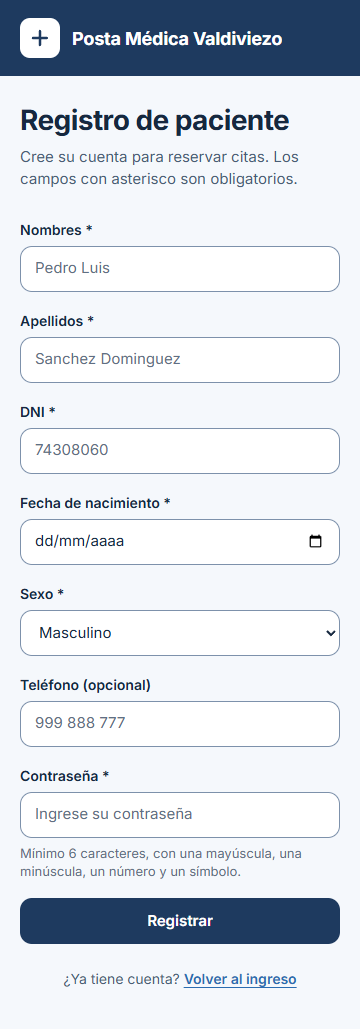 Posta Médica Valdiviezo
Registro de paciente
Cree su cuenta para reservar citas. Los
campos con asterisco son obligatorios.
Nombres *
Pedro Luis
Apellidos *
Sanchez Dominguez
DNI *
74308060
Fecha de nacimiento *
dd/mm/aaaa
Sexo *
Masculino
Teléfono (opcional)
999 888 777
Contraseña *
Ingrese su contraseña
Mínimo 6 caracteres, con una mayúscula, una
minúscula, un número y un símbolo.
Registrar
¿Ya tiene cuenta? Volver al ingreso